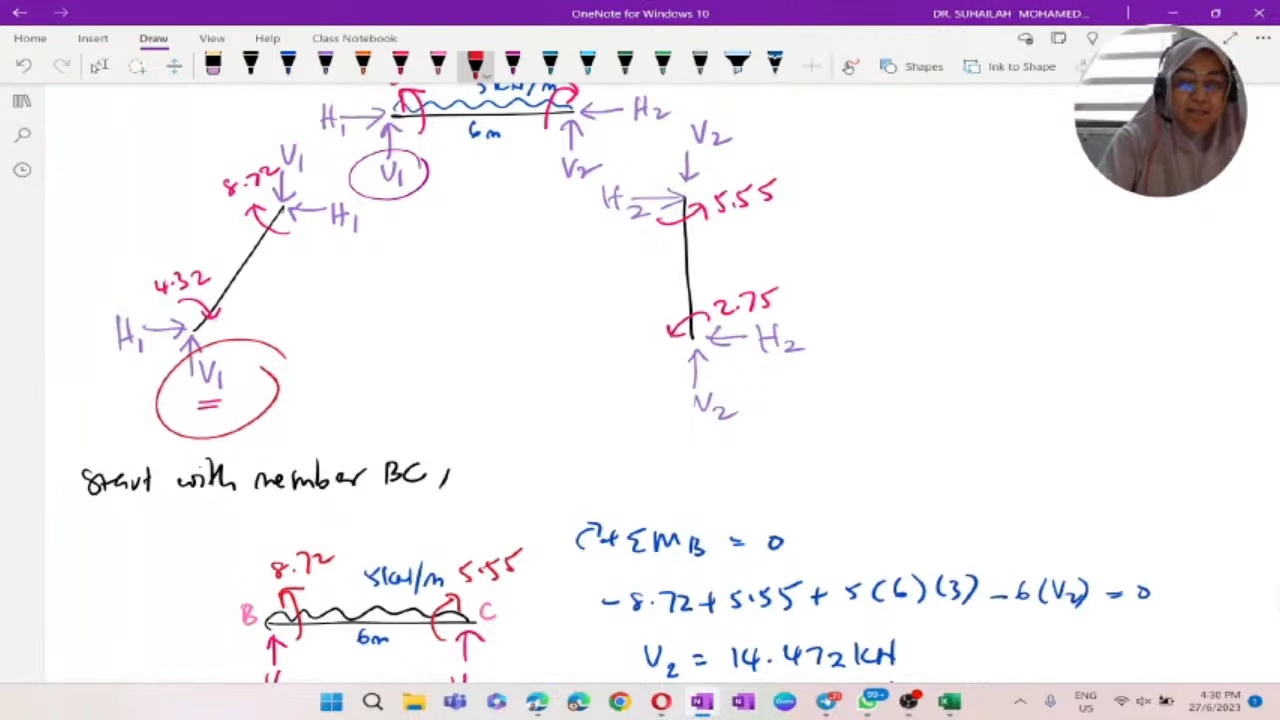 OneNote for Windows 10
DR. SUHAILAH MOHAMED...
Home Insert Draw View Help Class Notebook
Shapes Ink to Shape
5kN/m
H1 6m H2
V1 V2
V1 8.72 H1
4.32
H1 V1
V2
H2 5.55
2.75
H2
V2
Start with member BC,
8.72 5kN/m 5.55
B C
6m
+ΣMB = 0
-8.72 + 5.55 + 5(6)(3) - 6(V2) = 0
V2 = 14.472 kN
99+
ENG
US
4:30 PM
27/6/2023